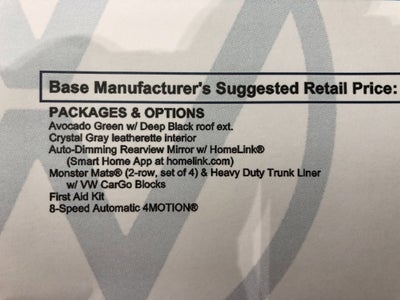 Base Manufacturer's Suggested Retail Price:
PACKAGES & OPTIONS
Avocado Green w/ Deep Black roof ext.
Crystal Gray leatherette interior
Auto-Dimming Rearview Mirror w/ HomeLink®
(Smart Home App at homelink.com)
Monster Mats® (2-row, set of 4) & Heavy Duty Trunk Liner
w/ VW CarGo Blocks
First Aid Kit
8-Speed Automatic 4MOTION®